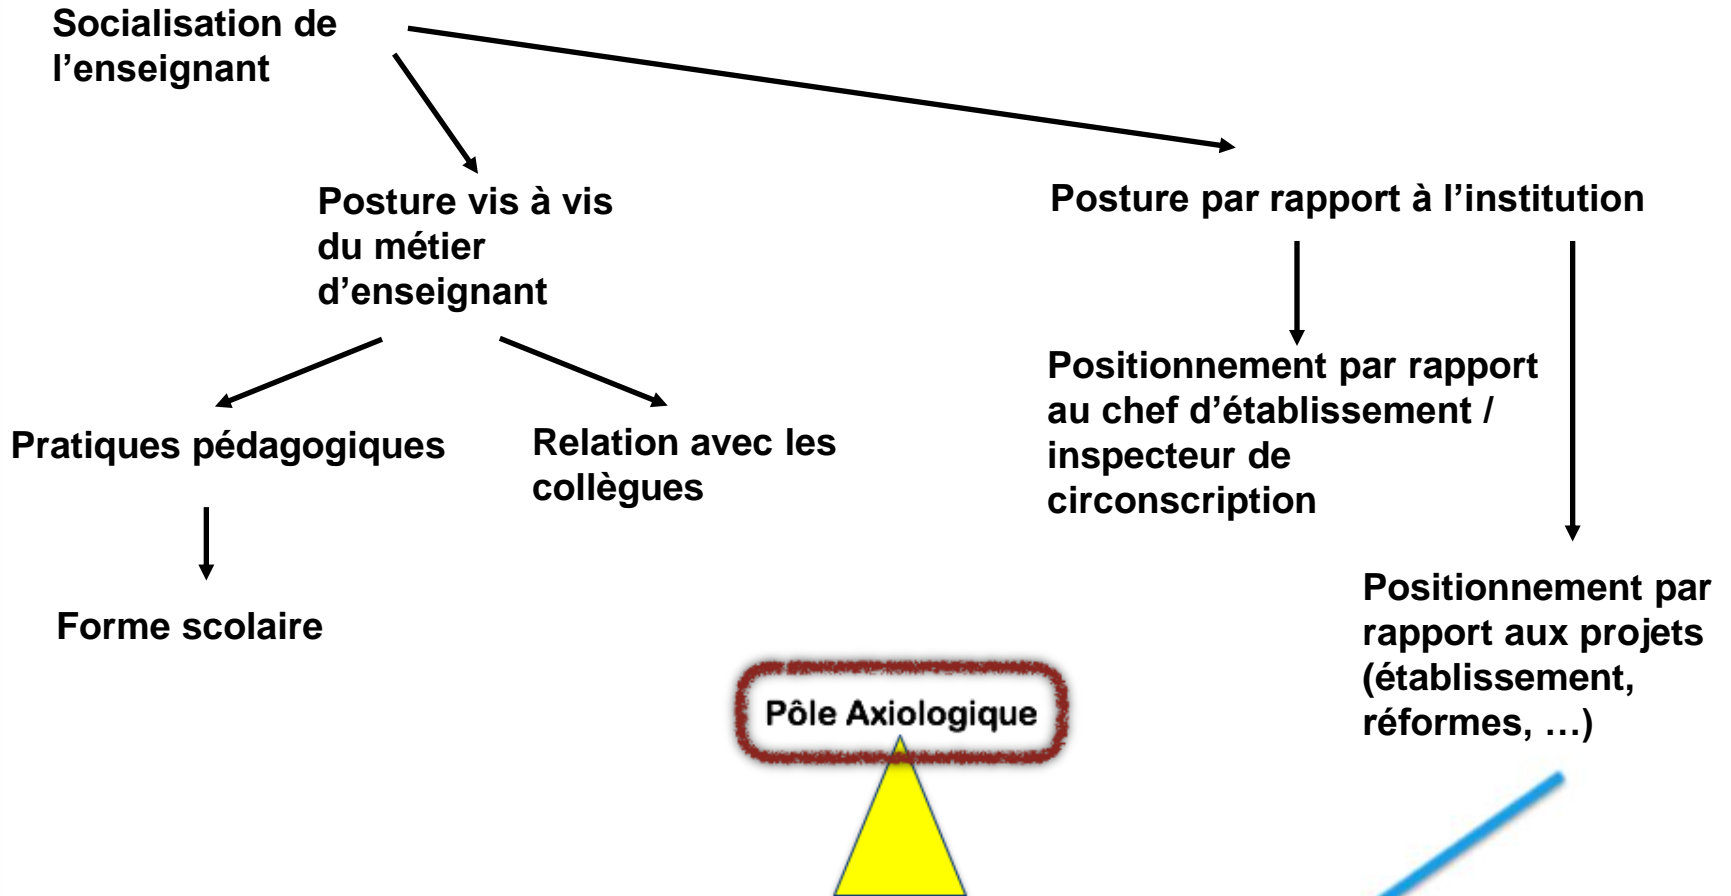 Socialisation de
l’enseignant
Posture vis à vis
du métier
d’enseignant
Posture par rapport à l’institution
Pratiques pédagogiques
Relation avec les
collègues
Positionnement par rapport
au chef d’établissement /
inspecteur de
circonscription
Forme scolaire
Positionnement par
rapport aux projets
(établissement,
réformes, …)
Pôle Axiologique